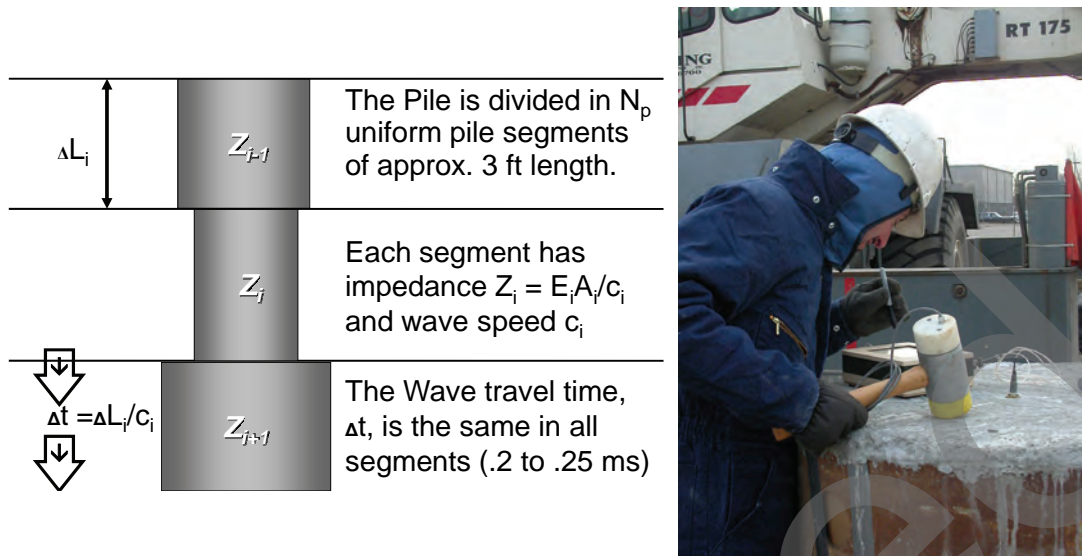 The Pile is divided in Np
uniform pile segments
of approx. 3 ft length.
ΔLi
Zi-1
Each segment has
impedance Zi = EiAi/ci
and wave speed ci
Zi
The Wave travel time,
Δt, is the same in all
segments (.2 to .25 ms)
Δt =ΔLi/ci
Zi+1
RT 175
NG